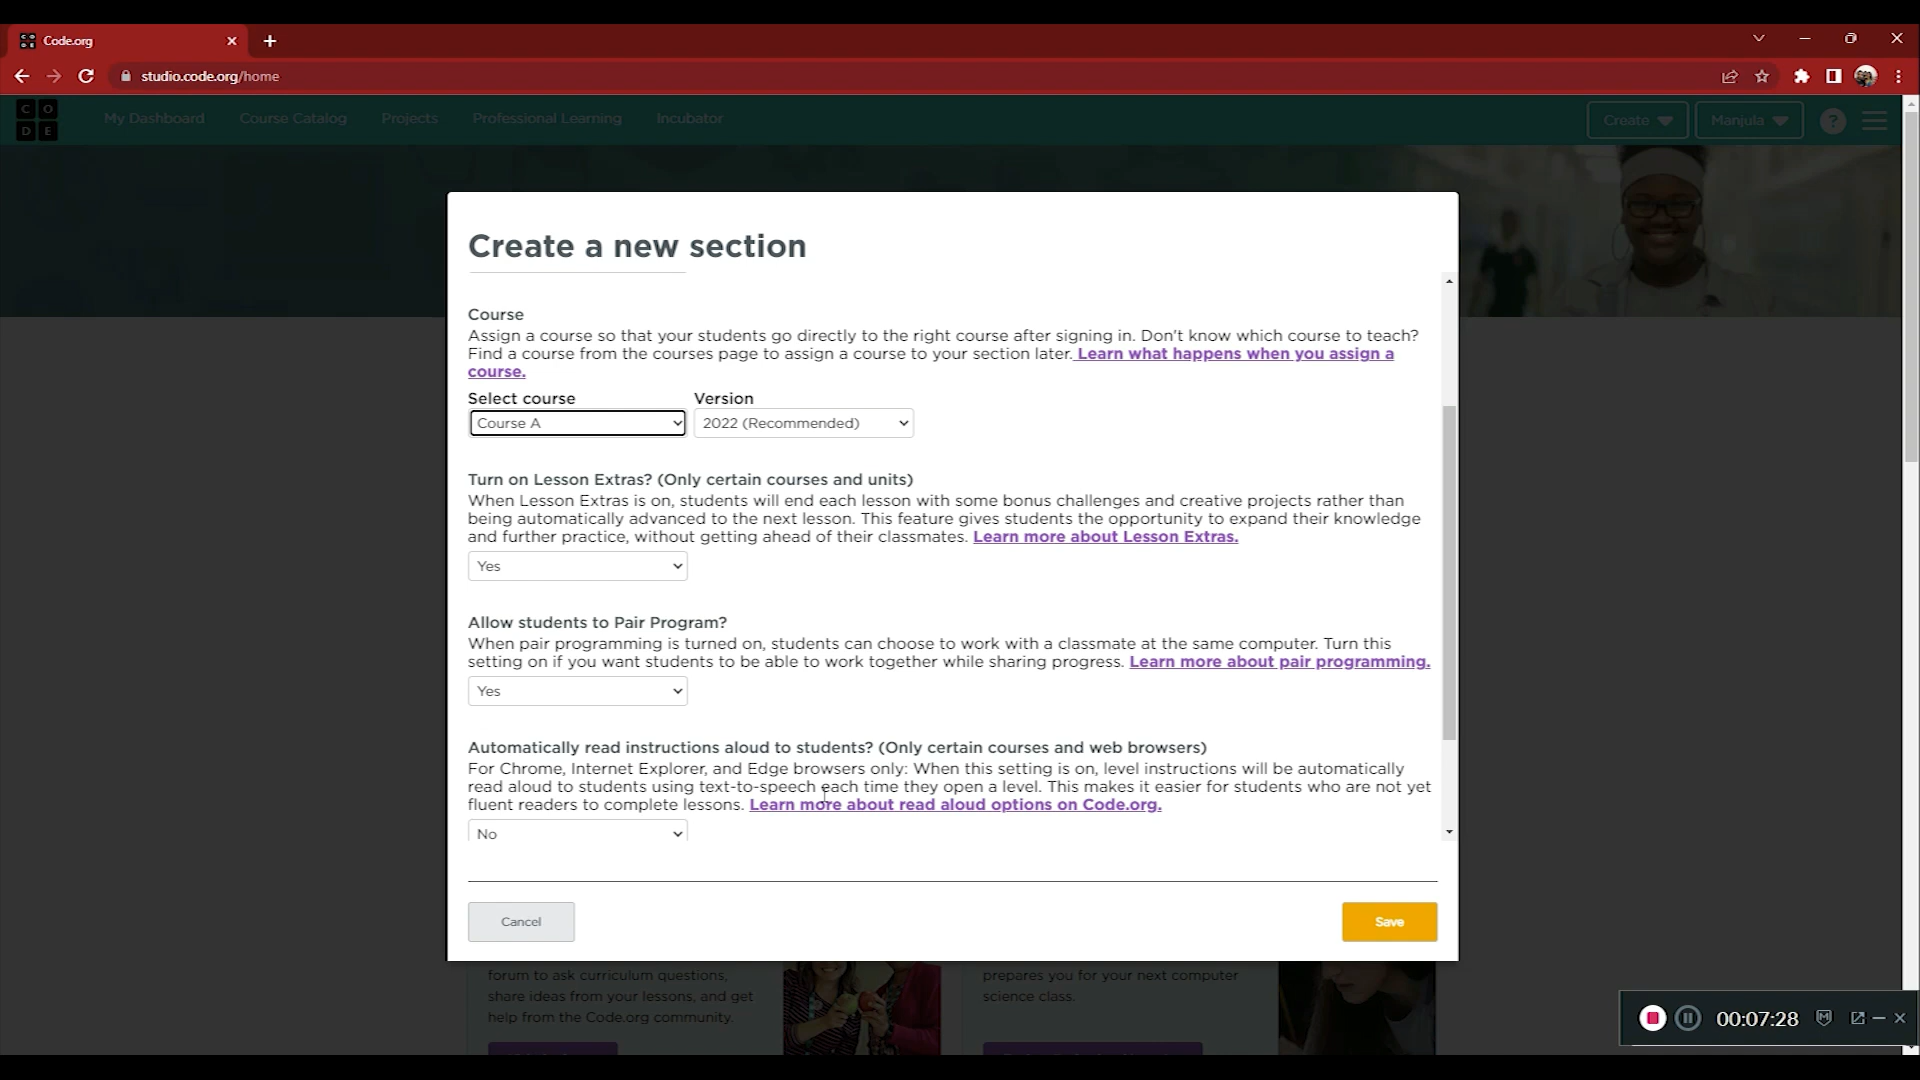 Code.org
studio.code.org/home
CODE
My Dashboard
Course Catalog
Projects
Professional Learning
Incubator
Create
Manjula
?
Create a new section
Course
Assign a course so that your students go directly to the right course after signing in. Don't know which course to teach?
Find a course from the courses page to assign a course to your section later. Learn what happens when you assign a
course.
Select course
Version
Course A
2022 (Recommended)
Turn on Lesson Extras? (Only certain courses and units)
When Lesson Extras is on, students will end each lesson with some bonus challenges and creative projects rather than
being automatically advanced to the next lesson. This feature gives students the opportunity to expand their knowledge
and further practice, without getting ahead of their classmates. Learn more about Lesson Extras.
Yes
Allow students to Pair Program?
When pair programming is turned on, students can choose to work with a classmate at the same computer. Turn this
setting on if you want students to be able to work together while sharing progress. Learn more about pair programming.
Yes
Automatically read instructions aloud to students? (Only certain courses and web browsers)
For Chrome, Internet Explorer, and Edge browsers only: When this setting is on, level instructions will be automatically
read aloud to students using text-to-speech each time they open a level. This makes it easier for students who are not yet
fluent readers to complete lessons. Learn more about read aloud options on Code.org.
No
Cancel
Save
forum to ask curriculum questions,
share ideas from your lessons, and get
help from the Code.org community.
prepares you for your next computer
science class.
00:07:28